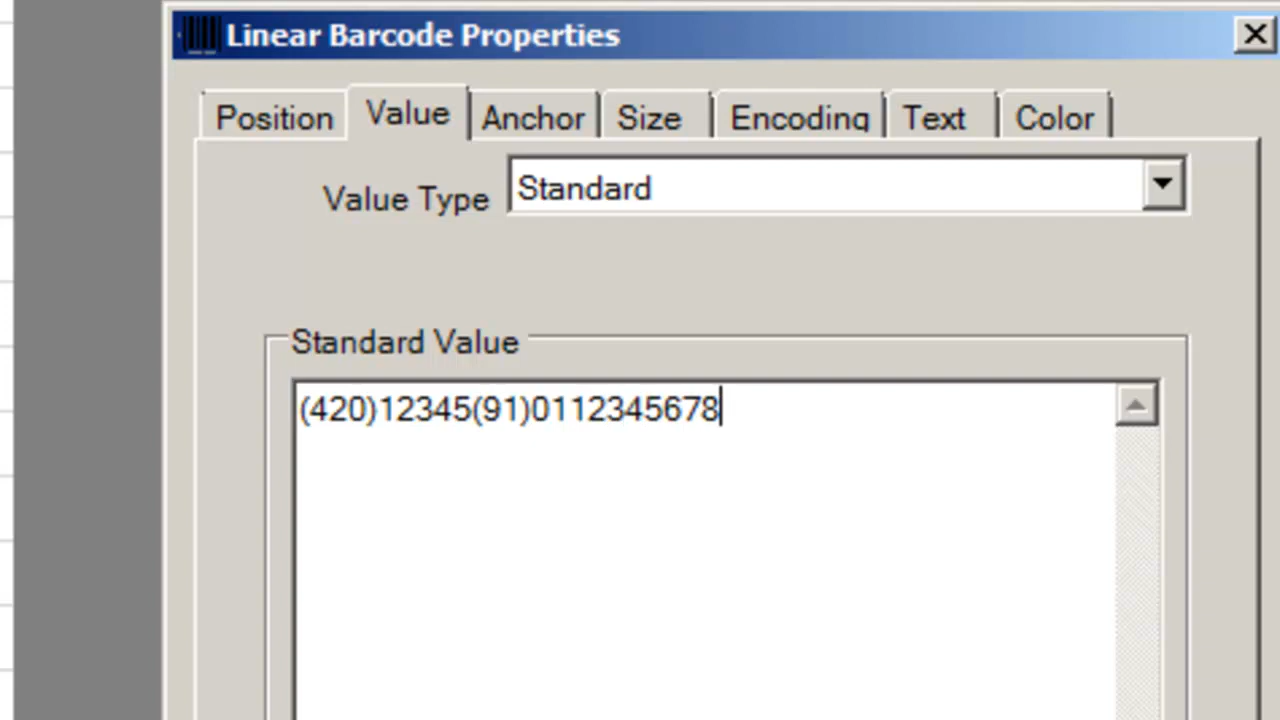 Linear Barcode Properties
Position Value Anchor Size Encoding Text Color
Value Type Standard
Standard Value
(420)12345(91)0112345678